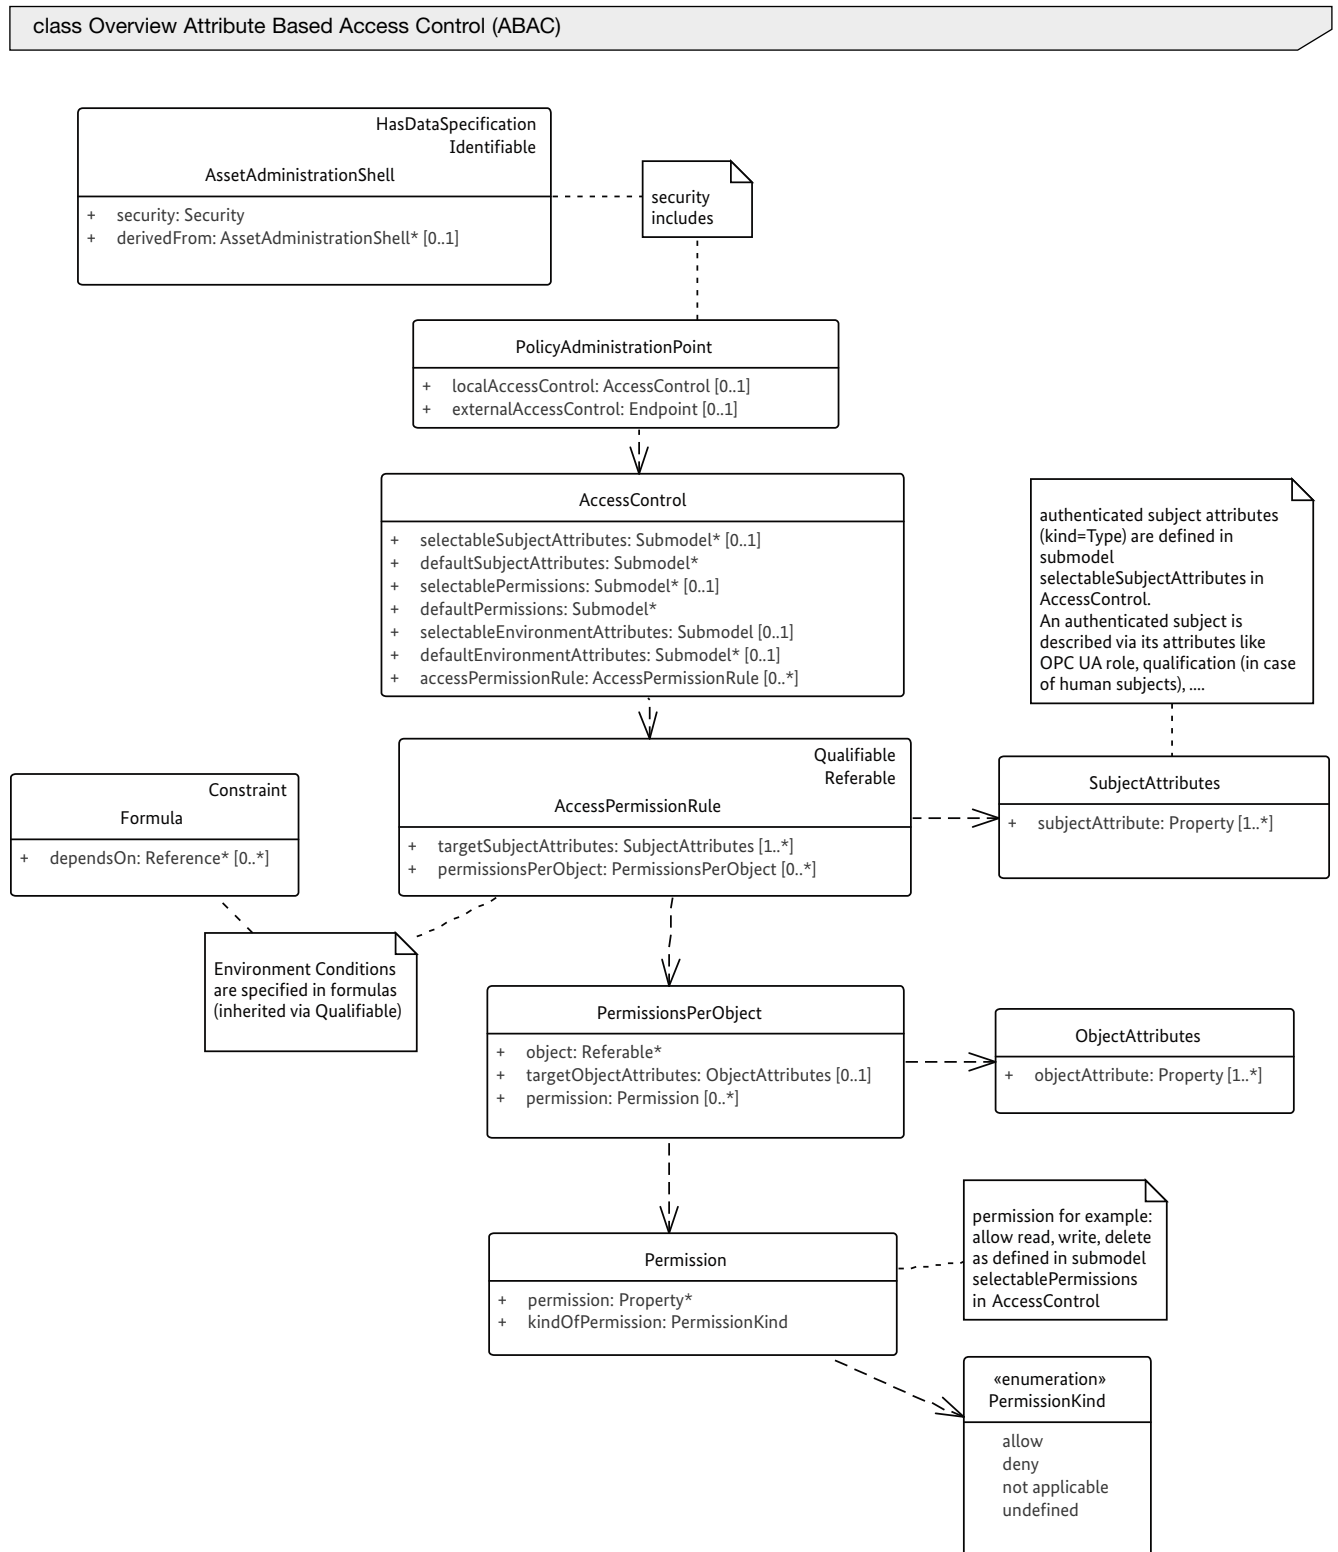 class Overview Attribute Based Access Control (ABAC)
HasDataSpecification
Identifiable
AssetAdministrationShell
+ security: Security
+ derivedFrom: AssetAdministrationShell* [0..1]
security
includes
PolicyAdministrationPoint
+ localAccessControl: AccessControl [0..1]
+ externalAccessControl: Endpoint [0..1]
AccessControl
+ selectableSubjectAttributes: Submodel* [0..1]
+ defaultSubjectAttributes: Submodel*
+ selectablePermissions: Submodel* [0..1]
+ defaultPermissions: Submodel*
+ selectableEnvironmentAttributes: Submodel [0..1]
+ defaultEnvironmentAttributes: Submodel* [0..1]
+ accessPermissionRule: AccessPermissionRule [0..*]
authenticated subject attributes
(kind=Type) are defined in
submodel
selectableSubjectAttributes in
AccessControl.
An authenticated subject is
described via its attributes like
OPC UA role, qualification (in case
of human subjects), ....
Qualifiable
Referable
AccessPermissionRule
+ targetSubjectAttributes: SubjectAttributes [1..*]
+ permissionsPerObject: PermissionsPerObject [0..*]
SubjectAttributes
+ subjectAttribute: Property [1..*]
Constraint
Formula
+ dependsOn: Reference* [0..*]
Environment Conditions
are specified in formulas
(inherited via Qualifiable)
PermissionsPerObject
+ object: Referable*
+ targetObjectAttributes: ObjectAttributes [0..1]
+ permission: Permission [0..*]
ObjectAttributes
+ objectAttribute: Property [1..*]
Permission
+ permission: Property*
+ kindOfPermission: PermissionKind
permission for example:
allow read, write, delete
as defined in submodel
selectablePermissions
in AccessControl
«enumeration»
PermissionKind
allow
deny
not applicable
undefined